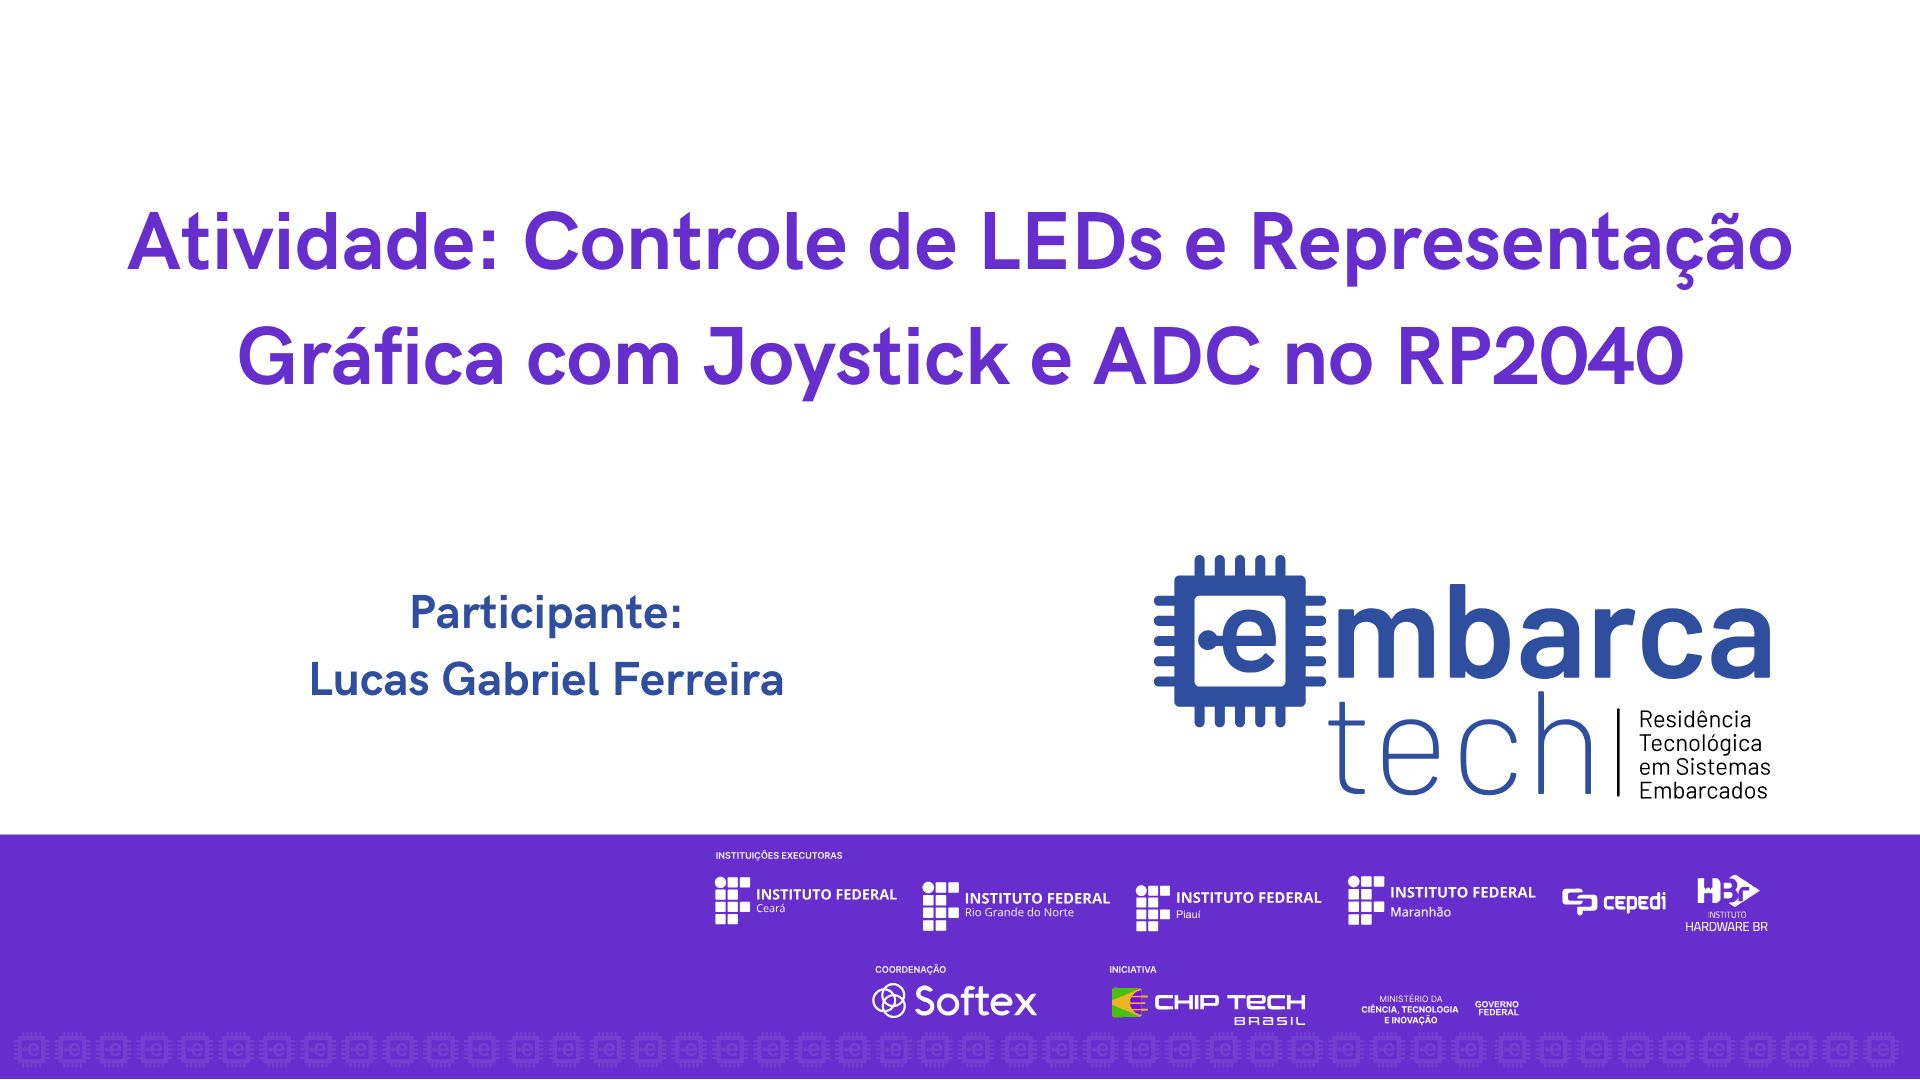 Atividade: Controle de LEDs e Representação
Gráfica com Joystick e ADC no RP2040
Participante:
Lucas Gabriel Ferreira
embarca
tech
Residência
Tecnológica
em Sistemas
Embarcados
INSTITUIÇÕES EXECUTORAS
INSTITUTO FEDERAL
Ceará
INSTITUTO FEDERAL
Rio Grande do Norte
INSTITUTO FEDERAL
Piauí
INSTITUTO FEDERAL
Maranhão
cepedi
HBr
INSTITUTO
HARDWARE BR
COORDENAÇÃO
Softex
INICIATIVA
CHIP TECH
BRASIL
MINISTÉRIO DA
CIÊNCIA, TECNOLOGIA
E INOVAÇÃO
GOVERNO
FEDERAL